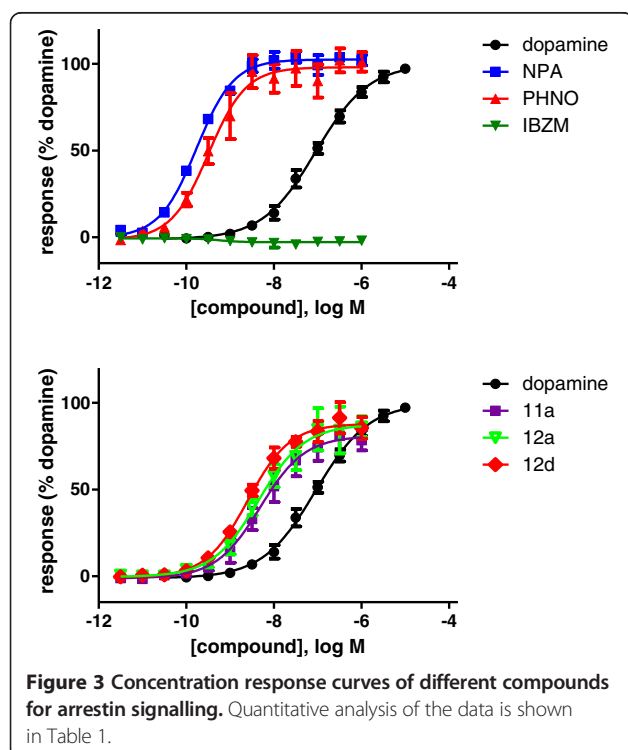 response (% dopamine)
100
50
0
-12 -10 -8 -6 -4
[compound], log M
dopamine
NPA
PHNO
IBZM
response (% dopamine)
100
50
0
-12 -10 -8 -6 -4
[compound], log M
dopamine
11a
12a
12d
Figure 3 Concentration response curves of different compounds
for arrestin signalling. Quantitative analysis of the data is shown
in Table 1.